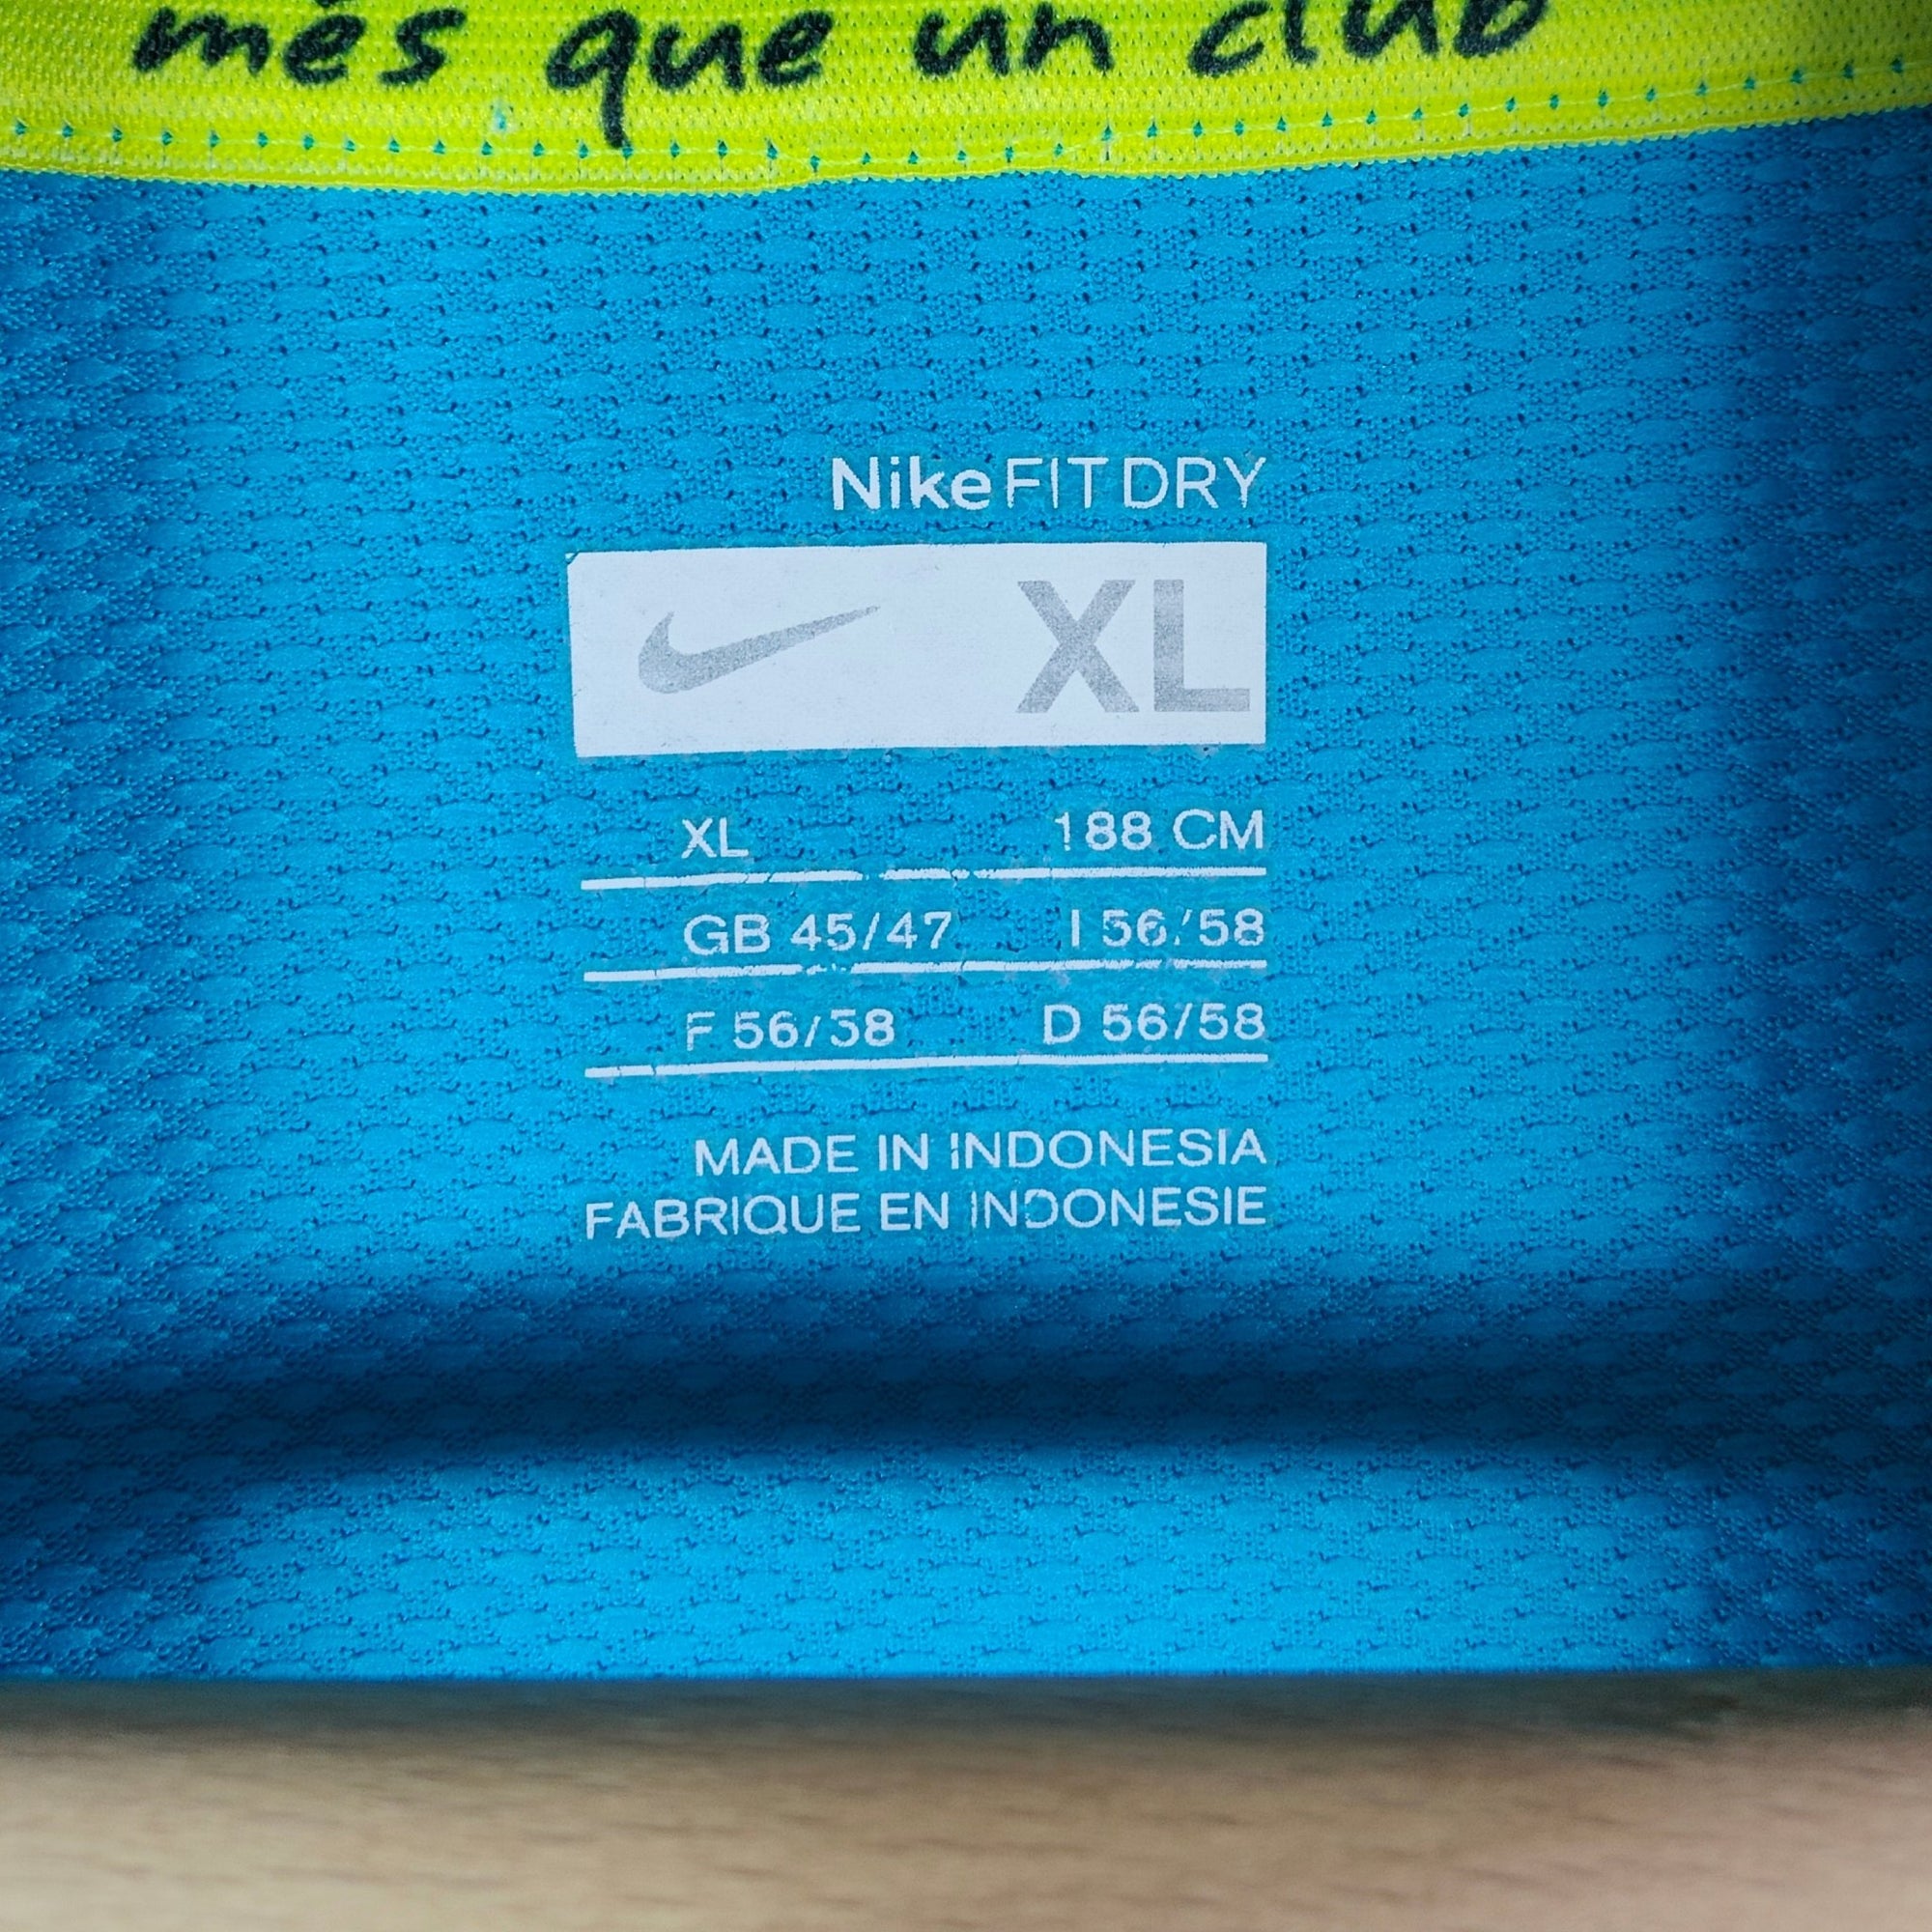 més que un club
Nike FIT DRY
XL
XL 188 CM
GB 45/47 I 56/58
F 56/58 D 56/58
MADE IN INDONESIA
FABRIQUE EN INDONESIE